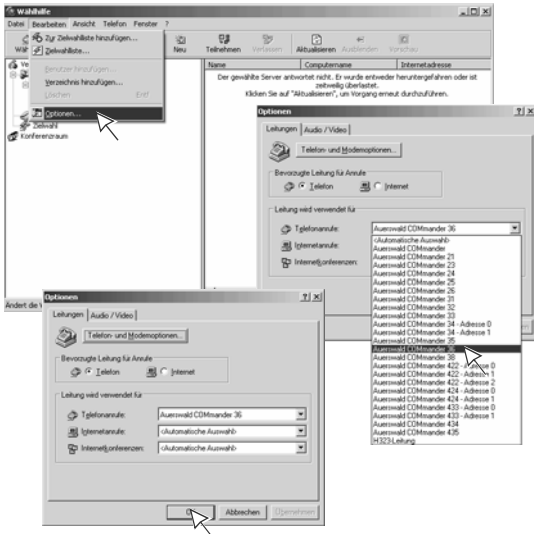 Wählhilfe
Datei Bearbeiten Ansicht Telefon Fenster ?
Neu Teilnehmen Verlassen Aktualisieren Ausblenden Vorschau
Zur Zielwahlliste hinzufügen...
Zielwahlliste...
Benutzer hinzufügen...
Verzeichnis hinzufügen...
Löschen Entf
Optionen...
Zielwahl
Konferenzraum
Name Computername Internetadresse
Der gewählte Server antwortet nicht. Er wurde entweder heruntergefahren oder ist
zeitweilig überlastet.
Klicken Sie auf "Aktualisieren", um Vorgang erneut durchzuführen.
Optionen
Leitungen Audio / Video
Telefon- und Modemoptionen...
Bevorzugte Leitung für Anrufe
Telefon Internet
Leitung wird verwendet für
Telefonanrufe: Auerswald COMmander 36
Internetanrufe:
Internetkonferenzen:
<Automatische Auswahl>
Auerswald COMmander
Auerswald COMmander 21
Auerswald COMmander 23
Auerswald COMmander 24
Auerswald COMmander 25
Auerswald COMmander 26
Auerswald COMmander 31
Auerswald COMmander 32
Auerswald COMmander 33
Auerswald COMmander 34 - Adresse 0
Auerswald COMmander 34 - Adresse 1
Auerswald COMmander 35
Auerswald COMmander 36
Auerswald COMmander 38
Auerswald COMmander 422 - Adresse 0
Auerswald COMmander 422 - Adresse 1
Auerswald COMmander 422 - Adresse 2
Auerswald COMmander 424 - Adresse 0
Auerswald COMmander 424 - Adresse 1
Auerswald COMmander 433 - Adresse 0
Auerswald COMmander 433 - Adresse 1
Auerswald COMmander 434
Auerswald COMmander 435
H323-Leitung
Ändert die
Optionen
Leitungen Audio / Video
Telefon- und Modemoptionen...
Bevorzugte Leitung für Anrufe
Telefon Internet
Leitung wird verwendet für
Telefonanrufe: Auerswald COMmander 36
Internetanrufe: <Automatische Auswahl>
Internetkonferenzen: <Automatische Auswahl>
Abbrechen Übernehmen